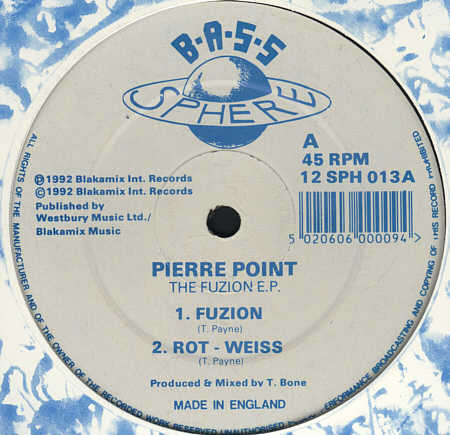 B·A·S·S
SPHERE
A
45 RPM
12 SPH 013A
℗1992 Blakamix Int. Records
©1992 Blakamix Int. Records
Published by
Westbury Music Ltd./
Blakamix Music
5 020606 000094 >
PIERRE POINT
THE FUZION E.P.
1. FUZION
(T. Payne)
2. ROT - WEISS
(T. Payne)
Produced & Mixed by T. Bone
MADE IN ENGLAND
ALL RIGHTS OF THE MANUFACTURER AND OF THE OWNER OF THE RECORDED WORK RESERVED UNAUTHORISED PERFORMANCE BROADCASTING AND COPYING OF THIS RECORD PROHIBITED